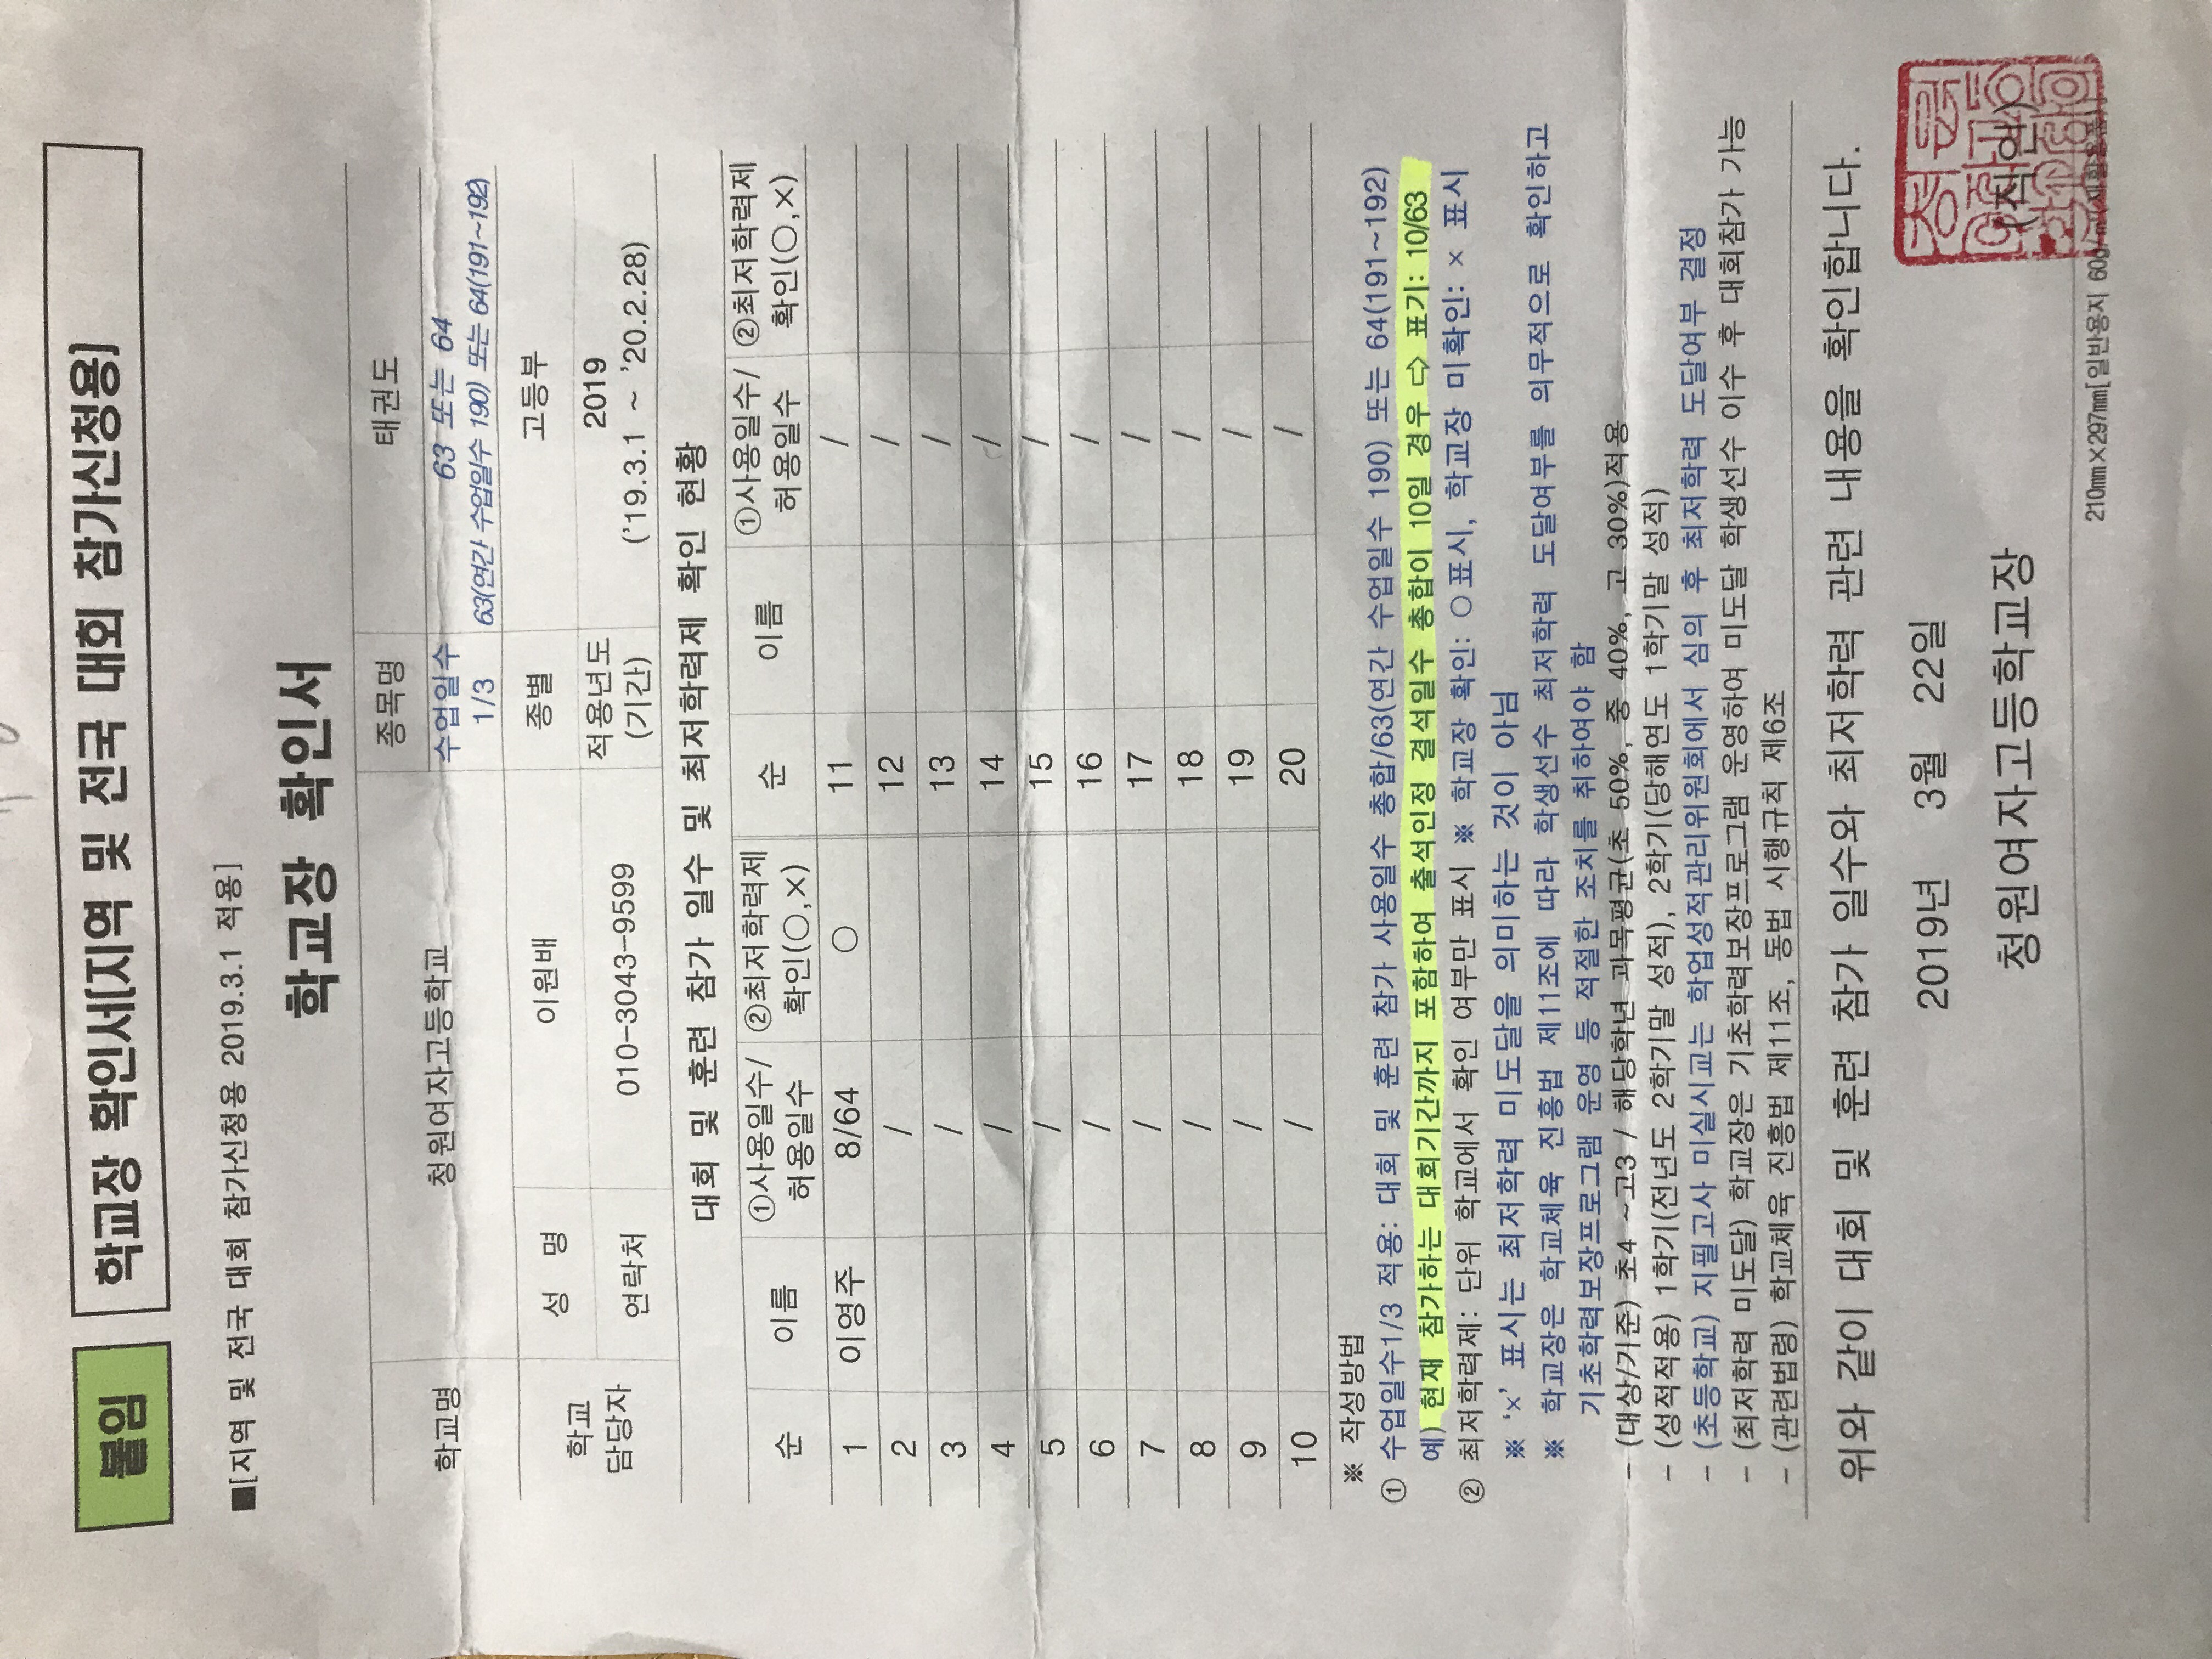 붙임
학교장 확인서(지역 및 전국 대회 참가신청용)
■[지역 및 전국 대회 참가신청용 2019.3.1 적용]
학교장 확인서
학교명 청원여자고등학교 종목명 태권도
수업일수 1/3 63 또는 64
63(연간 수업일수 190) 또는 64(191~192)
학교 담당자 성 명 이원배 종별 고등부
연락처 010-3043-9599 적용년도 (기간) 2019
('19.3.1 ~ '20.2.28)
대회 및 훈련 참가 일수 및 최저학력제 확인 현황
순 이름 ①사용일수/허용일수 ②최저학력제 확인(○,×) 순 이름 ①사용일수/허용일수 ②최저학력제 확인(○,×)
1 이영주 8/64 ○ 11 /
2 / 12 /
3 / 13 /
4 / 14 /
5 / 15 /
6 / 16 /
7 / 17 /
8 / 18 /
9 / 19 /
10 / 20 /
※ 작성방법
① 수업일수1/3 적용: 대회 및 훈련 참가 사용일수 총합/63(연간 수업일수 190) 또는 64(191~192)
예) 현재 참가하는 대회기간까지 포함하여 출석인정 결석일수 총합이 10일 경우 ⇨ 표기: 10/63
② 최저학력제: 단위 학교에서 확인 여부만 표시 ※ 학교장 확인: ○표시, 학교장 미확인: × 표시
※ '×' 표시는 최저학력 미도달을 의미하는 것이 아님
※ 학교장은 학교체육 진흥법 제11조에 따라 학생선수 최저학력 도달여부를 의무적으로 확인하고
기초학력보장프로그램 운영 등 적절한 조치를 취하여야 함
- (대상/기준) 초4 ~고3 / 해당학년 과목평균(초 50%, 중 40%, 고 30%)적용
- (성적적용) 1학기(전년도 2학기말 성적), 2학기(당해연도 1학기말 성적)
- (초등학교) 지필고사 미실시교는 학업성적관리위원회에서 심의 후 최저학력 도달여부 결정
- (최저학력 미도달) 학교장은 기초학력보장프로그램 운영하여 미도달 학생선수 이수 후 대회참가 가능
- (관련법령) 학교체육 진흥법 제11조, 동법 시행규칙 제6조
위와 같이 대회 및 훈련 참가 일수와 최저학력 관련 내용을 확인합니다.
2019년 3월 22일
청원여자고등학교장 (직인)
210㎜×297㎜[일반용지 60g/㎡(재활용품)]